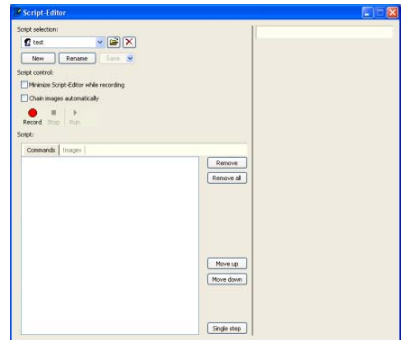 Script-Editor
Script selection:
test
New Rename Save
Script control:
Minimize Script-Editor while recording
Chain images automatically
Record Stop Run
Script:
Commands Images
Remove
Remove all
Move up
Move down
Single step